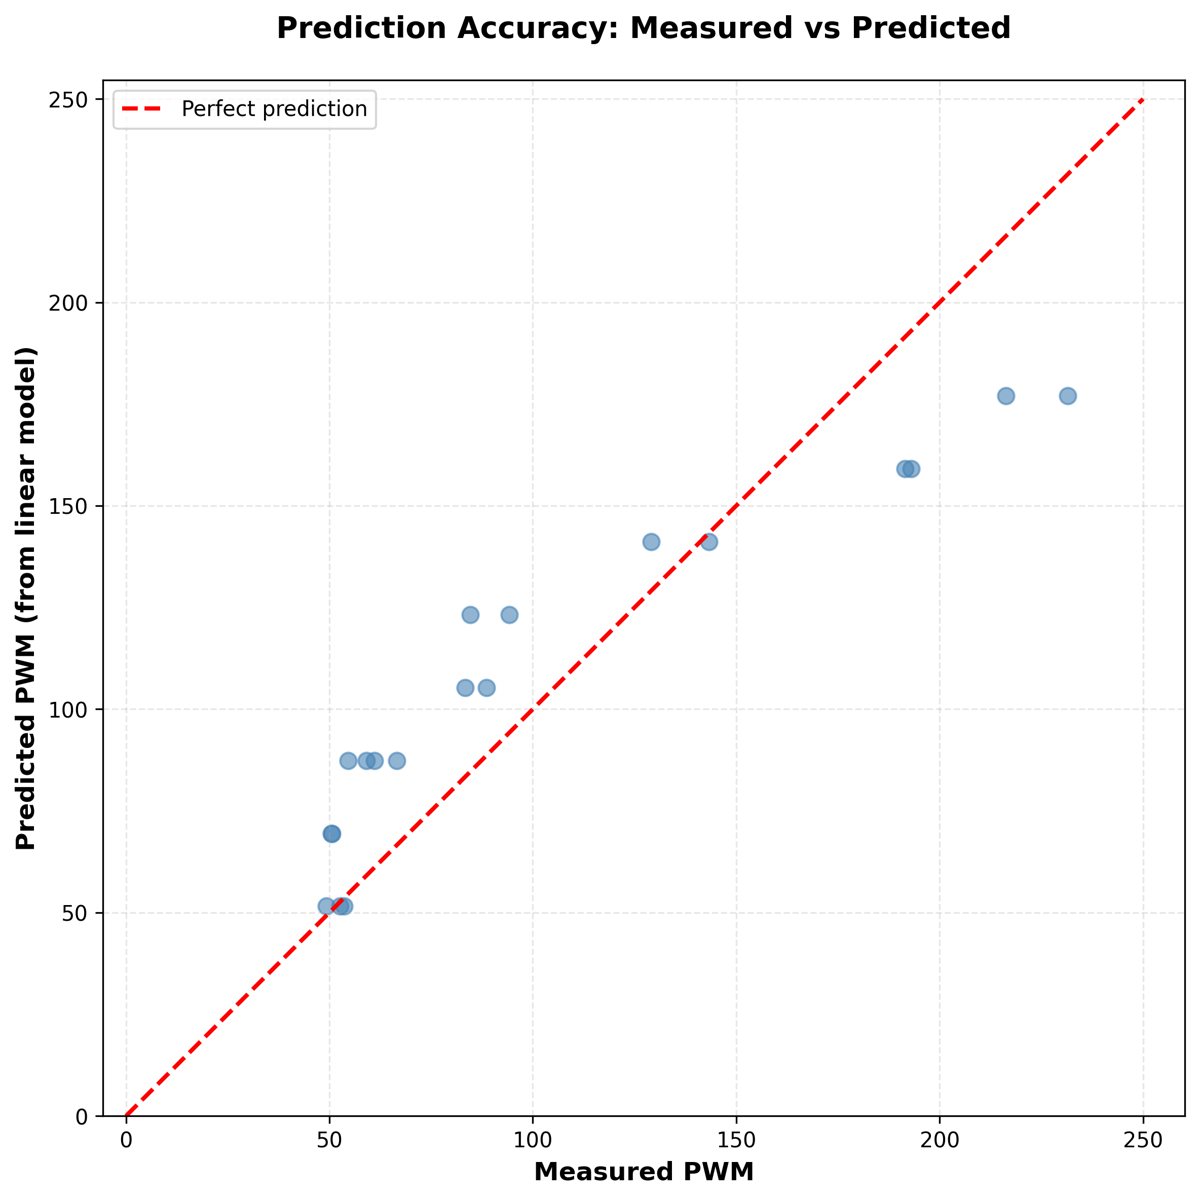 Prediction Accuracy: Measured vs Predicted
Perfect prediction
Predicted PWM (from linear model)
250
200
150
100
50
0
0 50 100 150 200 250
Measured PWM